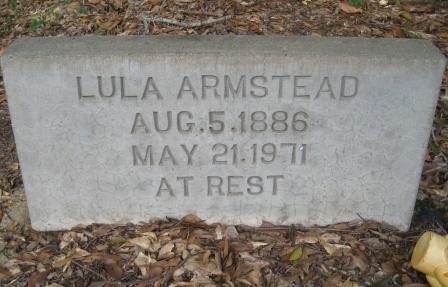 LULA ARMSTEAD
AUG.5.1886
MAY 21.1971
AT REST